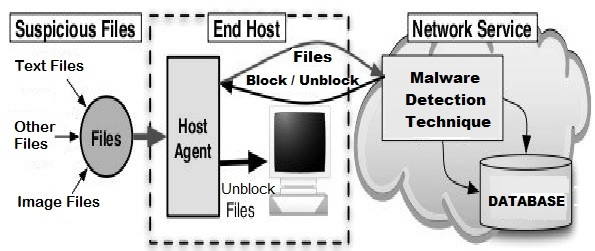 Suspicious Files
End Host
Network Service
Text Files
Other
Files
Image Files
Files
Host
Agent
Files
Block / Unblock
Unblock
Files
Malware
Detection
Technique
DATABASE